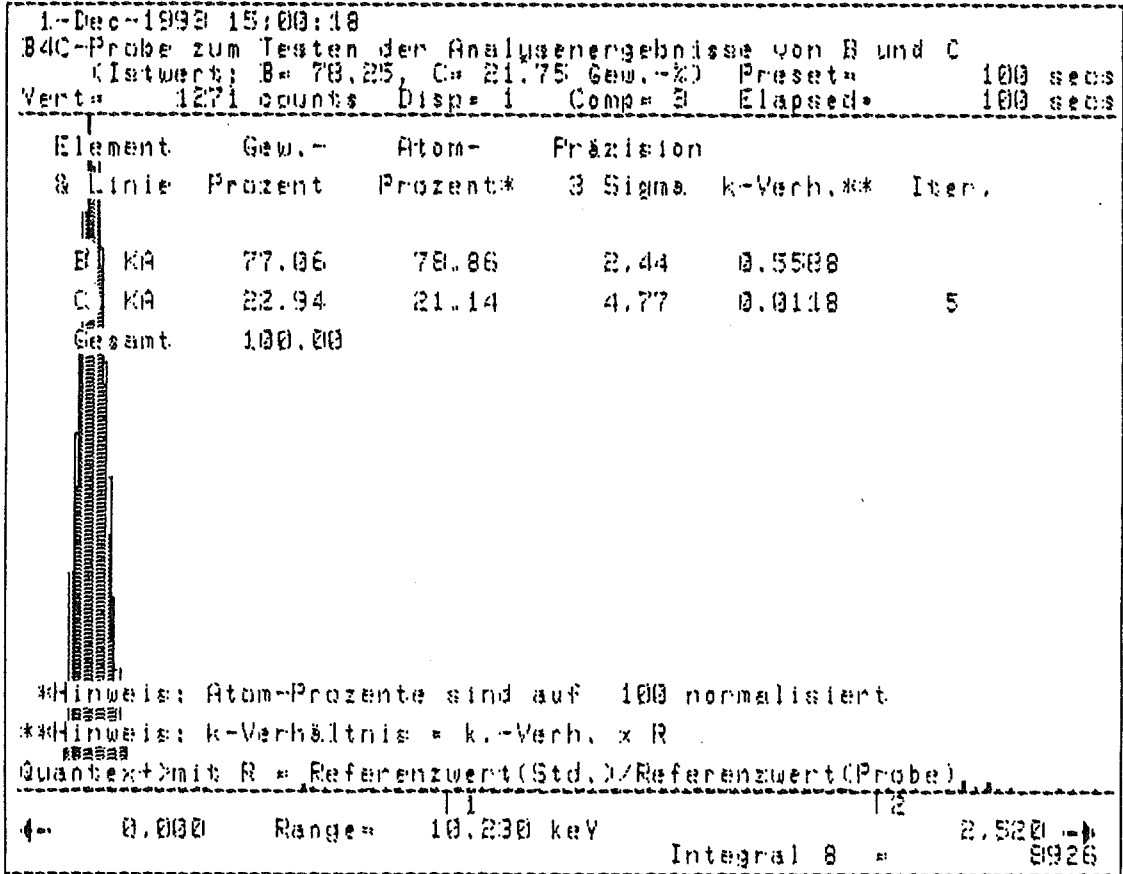 1-Dec-1993 15:00:18
B4C-Probe zum Testen der Analysenergebnisse von B und C
(Istwert: B= 78.25, C= 21.75 Gew.-%) Preset= 100 secs
Vert= 1271 counts Disp= 1 Comp= 3 Elapsed= 100 secs
Element Gew.- Atom- Präzision
& Linie Prozent Prozent* 3 Sigma k-Verh.** Iter.
B KA 77.06 78.86 2.44 0.5508
C KA 22.94 21.14 4.77 0.0118 5
Gesamt 100.00
*Hinweis: Atom-Prozente sind auf 100 normalisiert
**Hinweis: k-Verhältnis = k.-Verh. x R
Quantex+>mit R = Referenzwert(Std.)/Referenzwert(Probe)
1 2
0.000 Range= 10.230 keV 2.520
Integral 8 = 8926